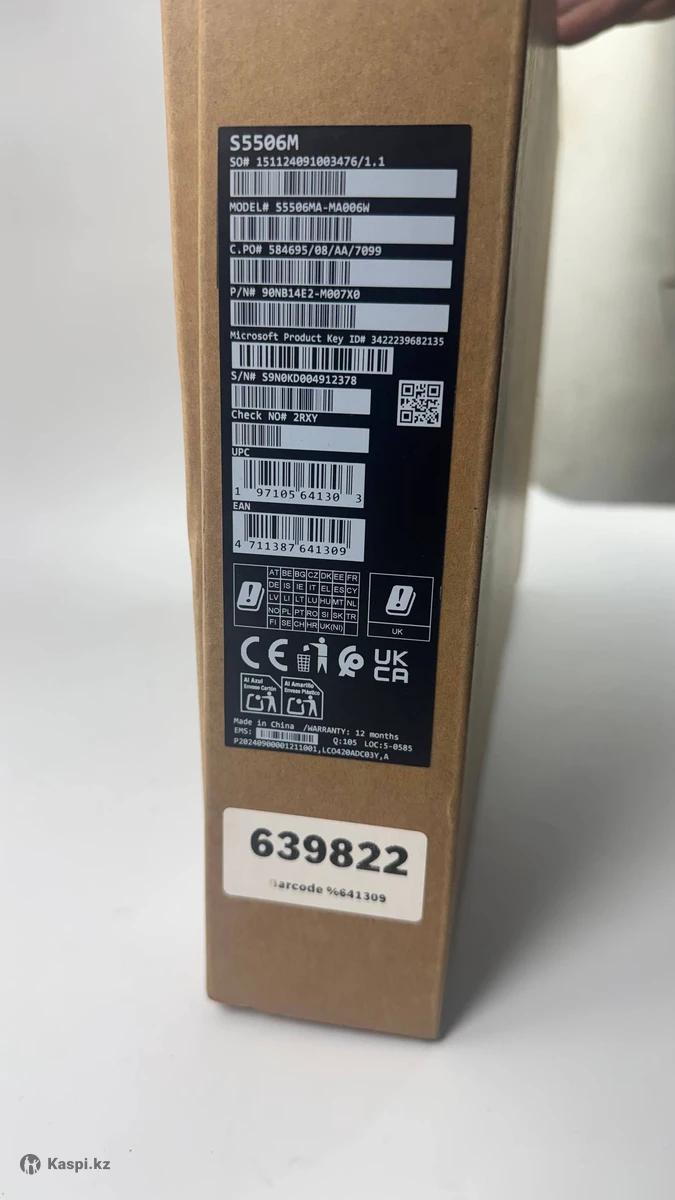 S5506M
SO# 151124091003476/1.1
MODEL# S5506MA-MA006W
C.PO# 584695/08/AA/7099
P/N# 90NB14E2-M007X0
Microsoft Product Key ID# 3422239682135
S/N# S9N0KD004912378
Check NO# 2RXY
UPC
1 97105 64130 3
EAN
4 711387 641309
AT BE BG CZ DK EE FR
DE IS IE IT EL ES CY
LV LI LT LU HU MT NL
NO PL PT RO SI SK TR
FI SE CH HR UK(NI)
UK
CE
UK
CA
Al Azul
Envase Cartón
Al Amarillo
Envase Plástico
Made in China /WARRANTY: 12 months
EMS: Q:105 LOC:5-0585
P20240900001211001,LC0420ADC03Y,A
639822
Barcode %641309
Kaspi.kz